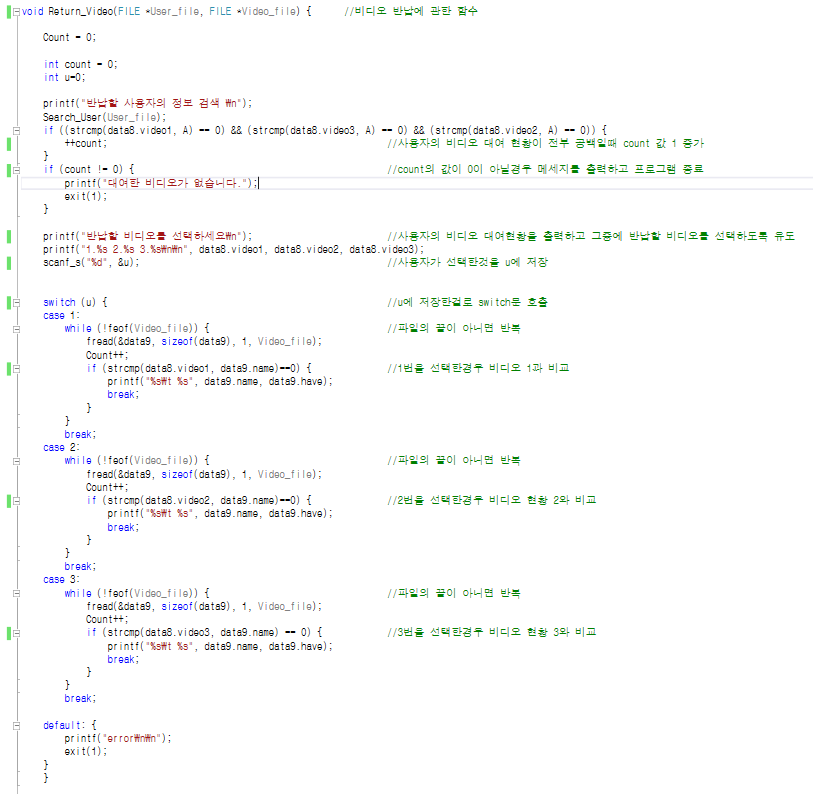 void Return_Video(FILE *User_file, FILE *Video_file) { //비디오 반납에 관한 함수
Count = 0;
int count = 0;
int u=0;
printf("반납할 사용자의 정보 검색 ₩n");
Search_User(User_file);
if ((strcmp(data8.video1, A) == 0) && (strcmp(data8.video3, A) == 0) && (strcmp(data8.video2, A) == 0)) {
++count; //사용자의 비디오 대여 현황이 전부 공백일때 count 값 1 증가
}
if (count != 0) { //count의 값이 0이 아닐경우 메세지를 출력하고 프로그램 종료
printf("대여한 비디오가 없습니다.");
exit(1);
}
printf("반납할 비디오를 선택하세요₩n"); //사용자의 비디오 대여현황을 출력하고 그중에 반납할 비디오를 선택하도록 유도
printf("1.%s 2.%s 3.%s₩n₩n", data8.video1, data8.video2, data8.video3);
scanf_s("%d", &u); //사용자가 선택한것을 u에 저장
switch (u) { //u에 저장한걸로 switch문 호출
case 1:
while (!feof(Video_file)) { //파일의 끝이 아니면 반복
fread(&data9, sizeof(data9), 1, Video_file);
Count++;
if (strcmp(data8.video1, data9.name)==0) { //1번을 선택한경우 비디오 1과 비교
printf("%s₩t %s", data9.name, data9.have);
break;
}
}
break;
case 2:
while (!feof(Video_file)) { //파일의 끝이 아니면 반복
fread(&data9, sizeof(data9), 1, Video_file);
Count++;
if (strcmp(data8.video2, data9.name)==0) { //2번을 선택한경우 비디오 현황 2와 비교
printf("%s₩t %s", data9.name, data9.have);
break;
}
}
break;
case 3:
while (!feof(Video_file)) { //파일의 끝이 아니면 반복
fread(&data9, sizeof(data9), 1, Video_file);
Count++;
if (strcmp(data8.video3, data9.name) == 0) { //3번을 선택한경우 비디오 현황 3와 비교
printf("%s₩t %s", data9.name, data9.have);
break;
}
}
break;
default: {
printf("error₩n₩n");
exit(1);
}
}